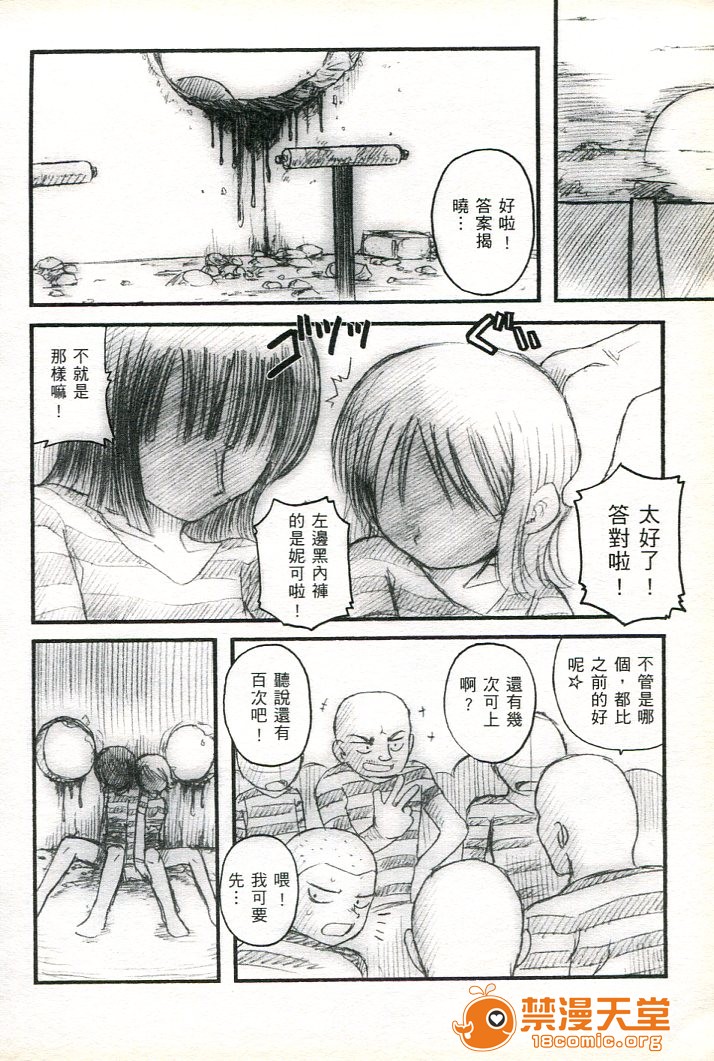 好啦！
答案揭
曉…
ゴッツッ
ぐっ
太好了！
答對啦！
左邊黑內褲
的是妮可啦！
不就是
那樣嘛！
不管是哪
個，都比
之前的好
呢☆
還有幾
次可上
啊？
聽說還有
百次吧！
喂！
我可要
先…
禁漫天堂
18comic.org